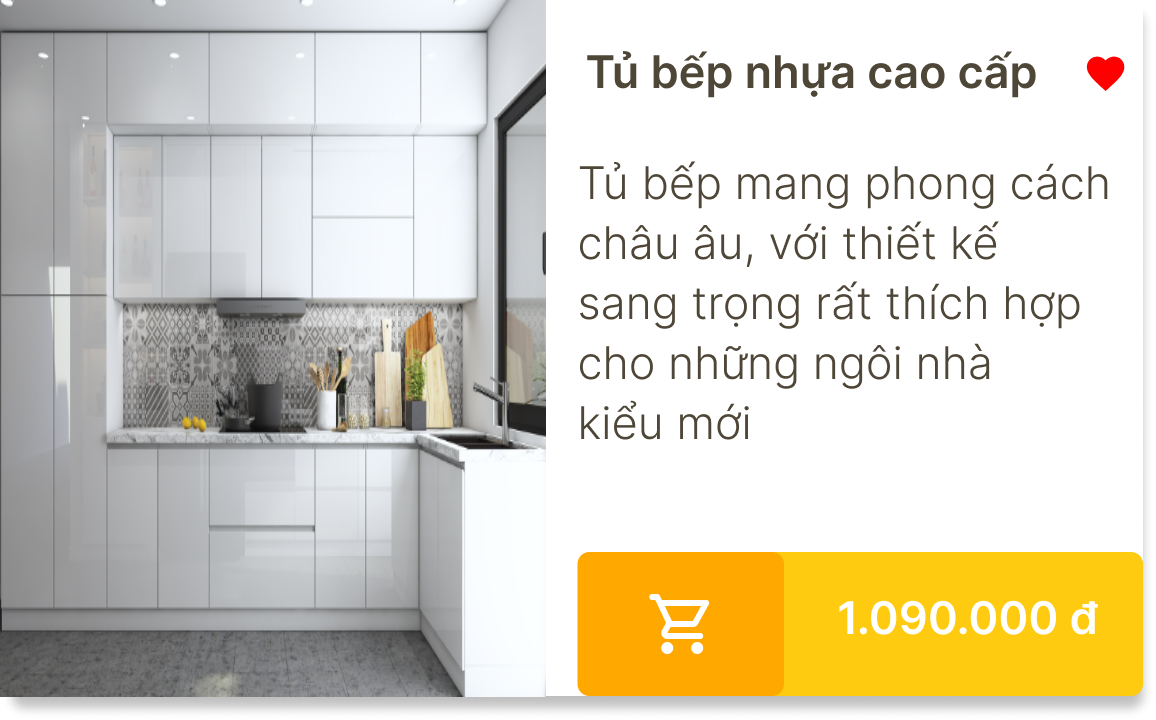 Tủ bếp nhựa cao cấp
Tủ bếp mang phong cách
châu âu, với thiết kế
sang trọng rất thích hợp
cho những ngôi nhà
kiểu mới
1.090.000 đ